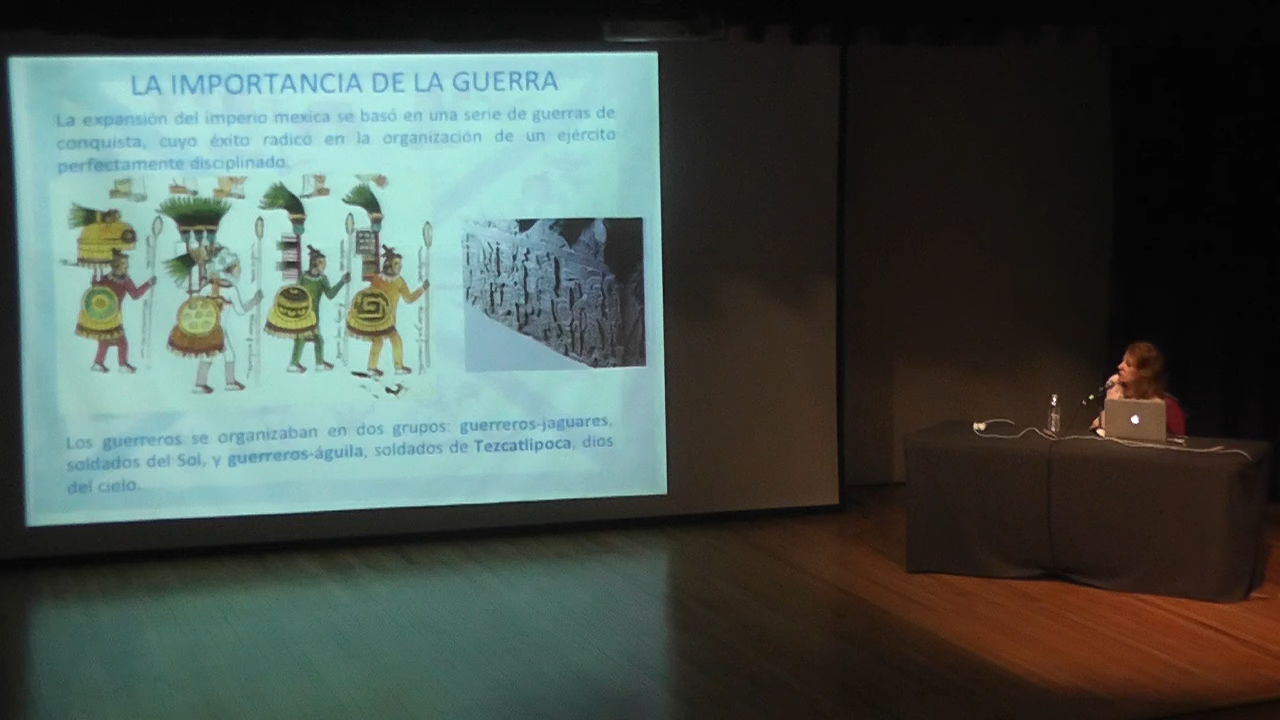 LA IMPORTANCIA DE LA GUERRA
La expansión del imperio mexica se basó en una serie de guerras de
conquista, cuyo éxito radicó en la organización de un ejército
perfectamente disciplinado.
Los guerreros se organizaban en dos grupos: guerreros-jaguares,
soldados del Sol, y guerreros-águila, soldados de Tezcatlipoca, dios
del cielo.